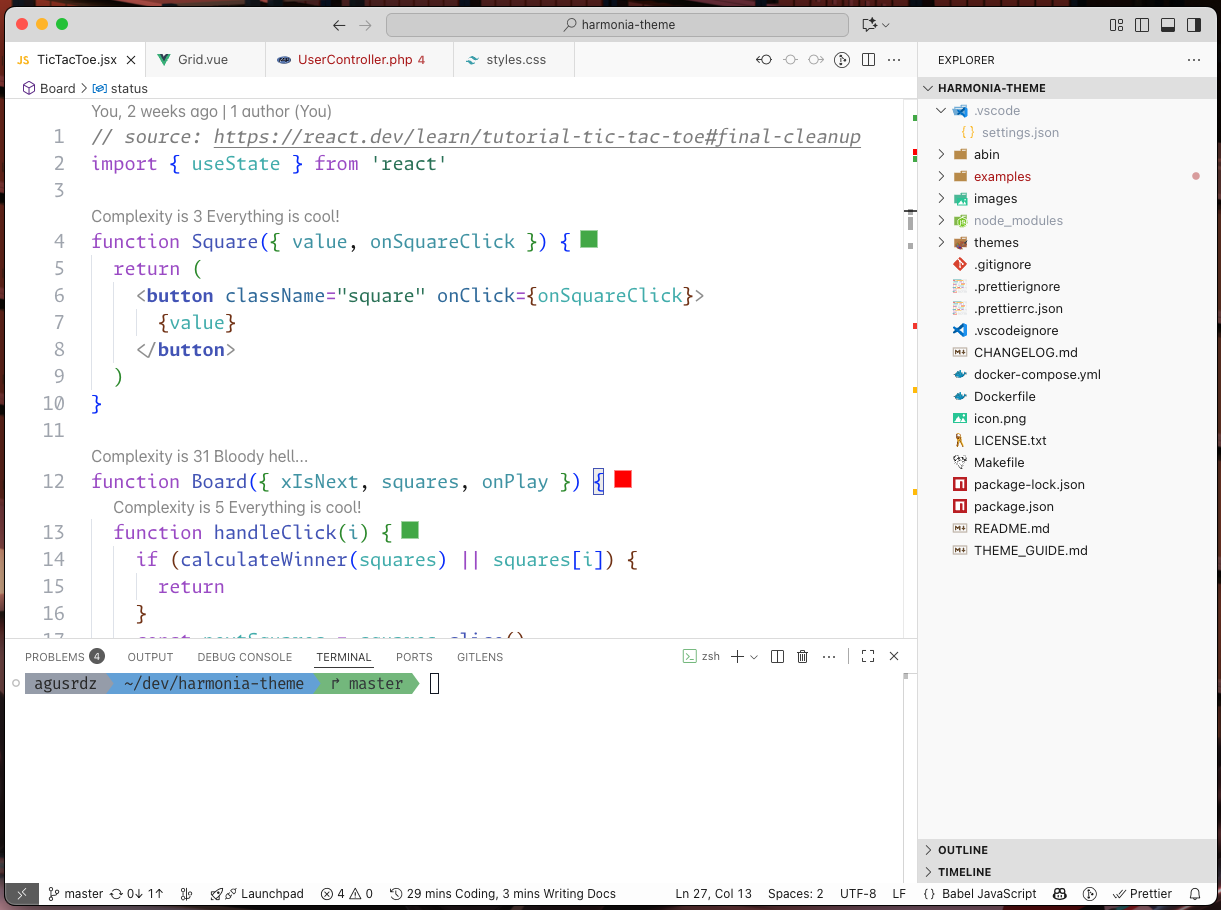 harmonia-theme
JS TicTacToe.jsx
Grid.vue
UserController.php 4
styles.css
Board > status
You, 2 weeks ago | 1 author (You)
1 // source: https://react.dev/learn/tutorial-tic-tac-toe#final-cleanup
2 import { useState } from 'react'
3
Complexity is 3 Everything is cool!
4 function Square({ value, onSquareClick }) {
5 return (
6 <button className="square" onClick={onSquareClick}>
7 {value}
8 </button>
9 )
10 }
11
Complexity is 31 Bloody hell...
12 function Board({ xIsNext, squares, onPlay }) {
Complexity is 5 Everything is cool!
13 function handleClick(i) {
14 if (calculateWinner(squares) || squares[i]) {
15 return
16 }
17 const nextSquares = squares.slice()
PROBLEMS 4 OUTPUT DEBUG CONSOLE TERMINAL PORTS GITLENS
zsh
agusrdz ~/dev/harmonia-theme master
EXPLORER
HARMONIA-THEME
.vscode
{ } settings.json
abin
examples
images
node_modules
themes
.gitignore
.prettierignore
.prettierrc.json
.vscodeignore
CHANGELOG.md
docker-compose.yml
Dockerfile
icon.png
LICENSE.txt
Makefile
package-lock.json
package.json
README.md
THEME_GUIDE.md
OUTLINE
TIMELINE
master 0↓ 1↑ Launchpad 4 0 29 mins Coding, 3 mins Writing Docs Ln 27, Col 13 Spaces: 2 UTF-8 LF { } Babel JavaScript Prettier